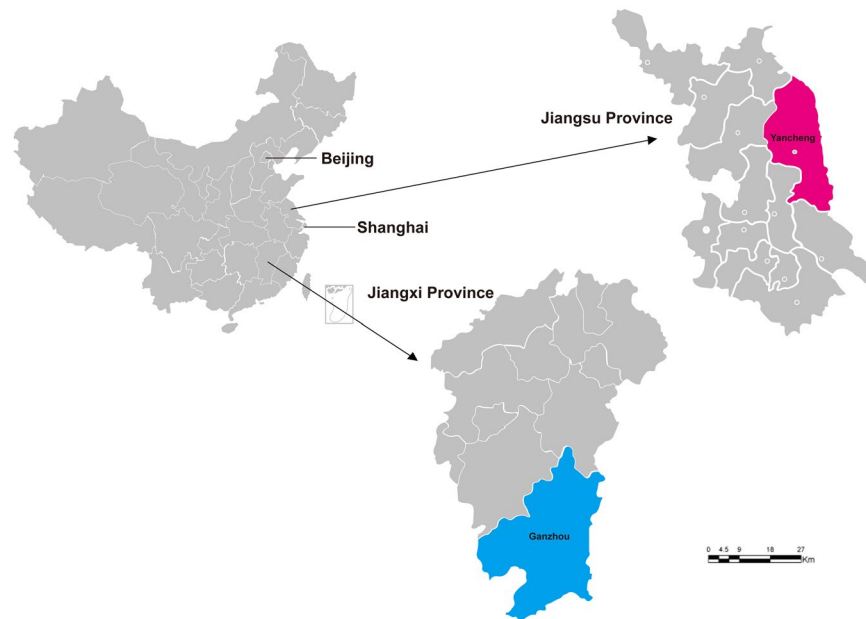 Jiangsu Province
Yancheng
Beijing
Shanghai
Jiangxi Province
Ganzhou
0 4.5 9 18 27
Km